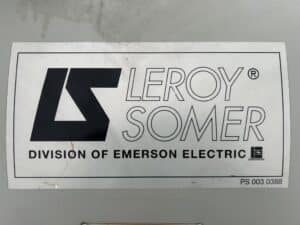 LEROY®
SOMER
DIVISION OF EMERSON ELECTRIC
PS 003 0388